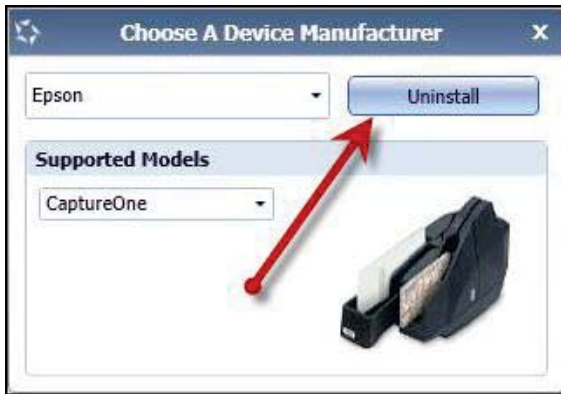 Choose A Device Manufacturer
Epson
Uninstall
Supported Models
CaptureOne